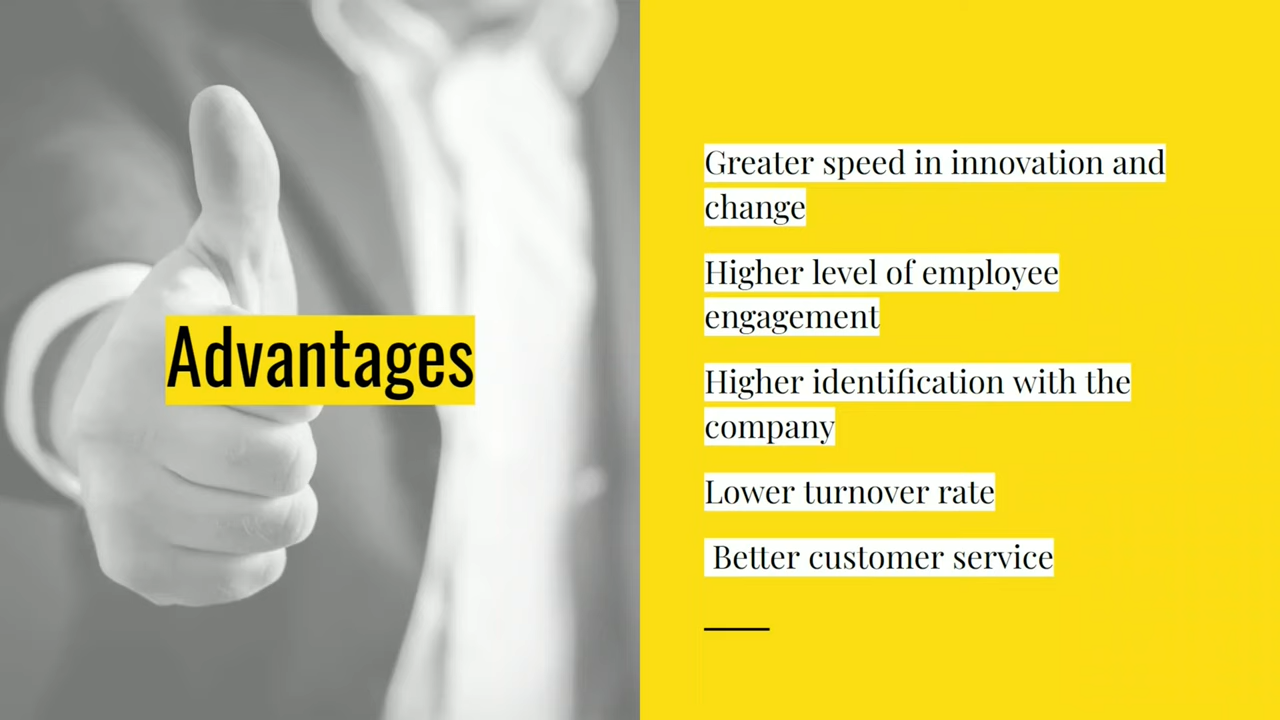 Advantages
Greater speed in innovation and
change
Higher level of employee
engagement
Higher identification with the
company
Lower turnover rate
Better customer service